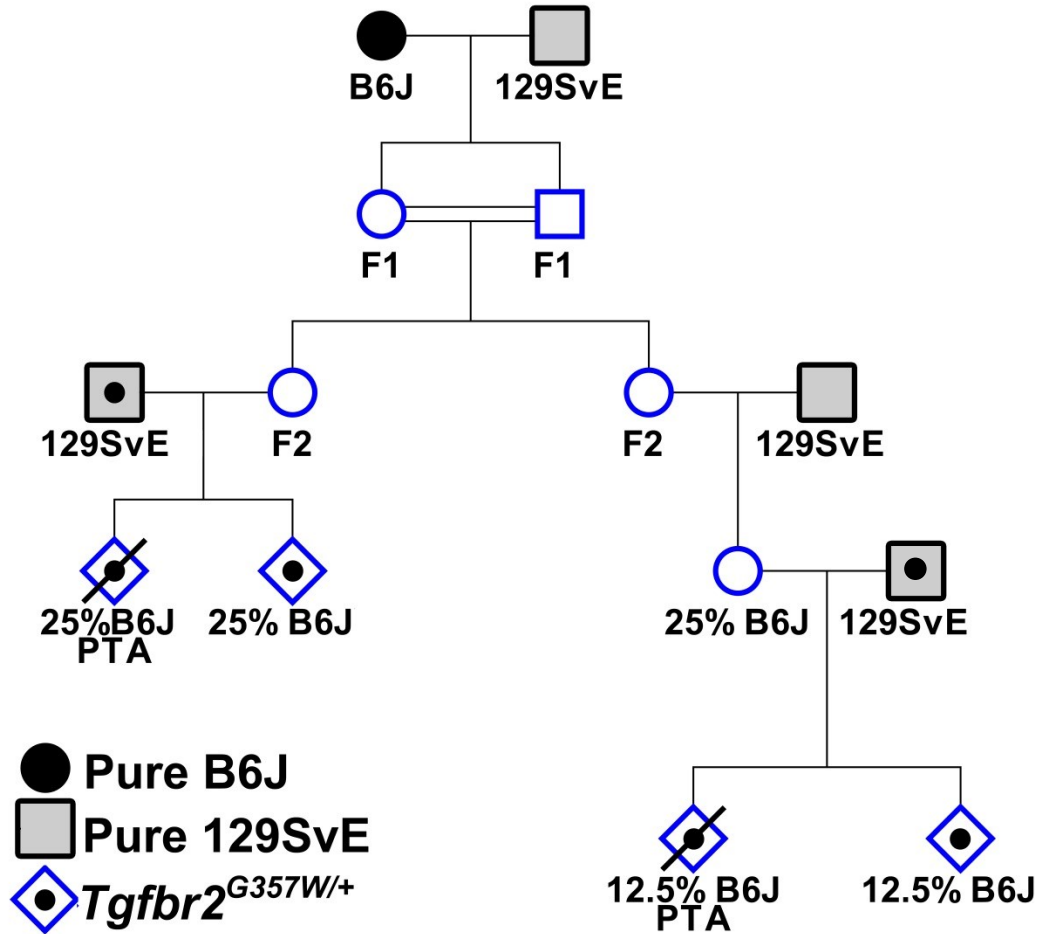 B6J 129SvE
F1 F1
129SvE F2 F2 129SvE
25%B6J 25% B6J 25% B6J 129SvE
PTA
Pure B6J
Pure 129SvE
Tgfbr2G357W/+
12.5% B6J 12.5% B6J
PTA